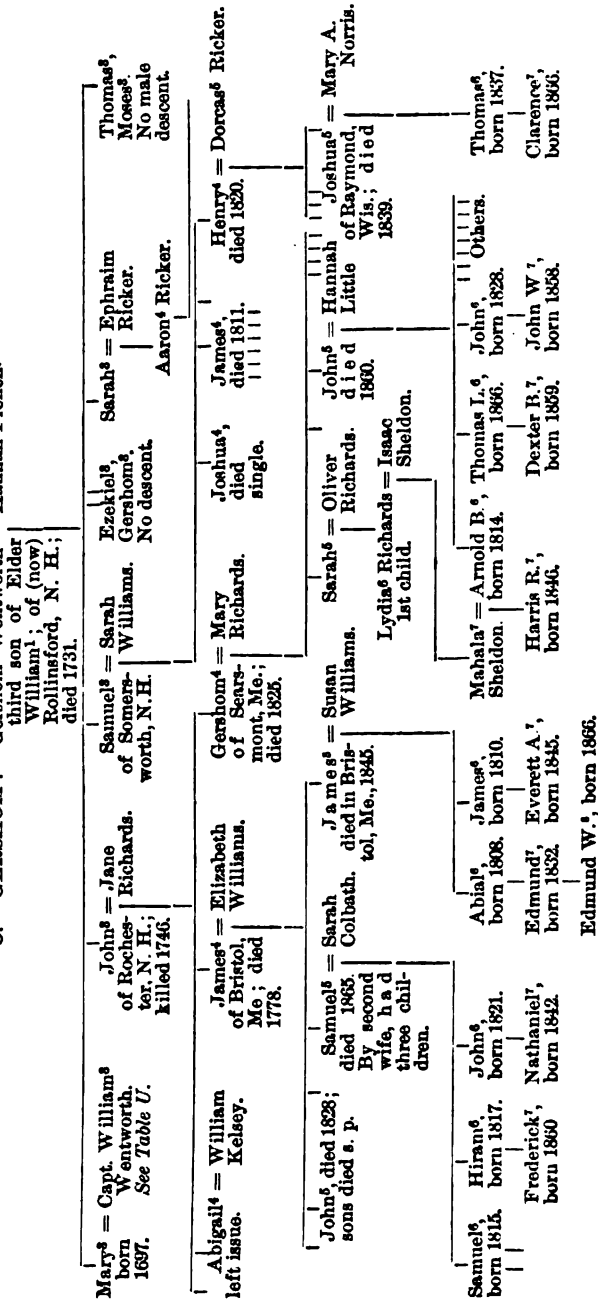 third son of Elder
William¹; of (now)
Rollinsford, N. H.;
died 1731.
Mary³ = Capt. William³
born Wentworth.
1697. See Table U.
John³ = Jane
of Roches- Richards.
ter, N. H.;
killed 1746.
Samuel³ = Sarah
of Somers- Williams.
worth, N. H.
Ezekiel³,
Gershom³.
No descent.
Sarah³ = Ephraim
Ricker.
Aaron⁴ Ricker.
Thomas³,
Moses³.
No male
descent.
Abigail⁴ = William
left issue. Kelsey.
James⁴ = Elizabeth
of Bristol, Williams.
Me; died
1778.
Gershom⁴ = Mary
of Sears- Richards.
mont, Me.;
died 1825.
Joshua⁴,
died
single.
James⁴,
died 1811.
Henry⁴ = Dorcas⁵ Ricker.
died 1820.
John⁵, died 1828;
sons died s. p.
Samuel⁵ = Sarah
died 1865. Colbath.
By second
wife, had
three chil-
dren.
James⁵ = Susan
died in Bris- Williams.
tol, Me., 1845.
Sarah⁵ = Oliver
Richards.
Lydia⁶ Richards = Isaac
1st child. Sheldon.
John⁵ = Hannah
died Little
1860.
Joshua⁵ = Mary A.
of Raymond, Norris.
Wis.; died
1839.
Samuel⁶,
born 1815.
Hiram⁶,
born 1817.
John⁶,
born 1821.
Abial⁶,
born 1808.
James⁶,
born 1810.
Mahala⁷ = Arnold B.⁶,
Sheldon. born 1814.
Thomas L.⁶,
born 1866.
John⁶,
born 1828.
Others.
Thomas⁶,
born 1837.
Frederick⁷,
born 1860
Nathaniel⁷,
born 1842.
Edmund⁷,
born 1832.
Everett A.⁷,
born 1845.
Harris R.⁷,
born 1846.
Dexter B.⁷,
born 1859.
John W⁷,
born 1858.
Clarence⁷,
born 1866.
Edmund W.⁸, born 1866.